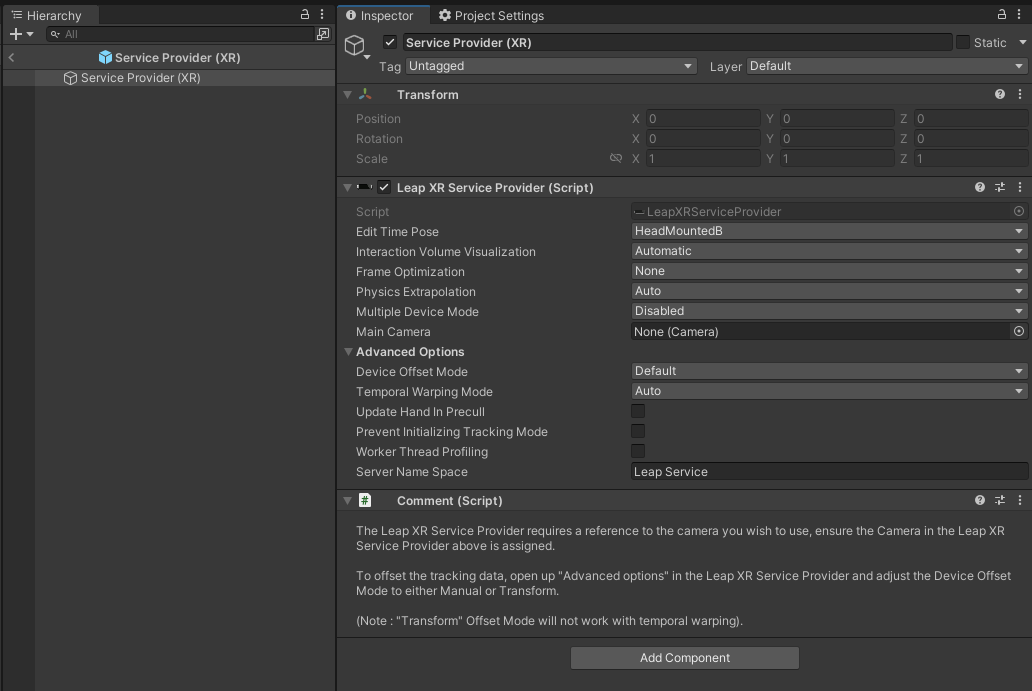 Hierarchy
All
Service Provider (XR)
Service Provider (XR)
Inspector Project Settings
Service Provider (XR) Static
Tag Untagged Layer Default
Transform
Position X 0 Y 0 Z 0
Rotation X 0 Y 0 Z 0
Scale X 1 Y 1 Z 1
Leap XR Service Provider (Script)
Script LeapXRServiceProvider
Edit Time Pose HeadMountedB
Interaction Volume Visualization Automatic
Frame Optimization None
Physics Extrapolation Auto
Multiple Device Mode Disabled
Main Camera None (Camera)
Advanced Options
Device Offset Mode Default
Temporal Warping Mode Auto
Update Hand In Precull
Prevent Initializing Tracking Mode
Worker Thread Profiling
Server Name Space Leap Service
# Comment (Script)
The Leap XR Service Provider requires a reference to the camera you wish to use, ensure the Camera in the Leap XR
Service Provider above is assigned.
To offset the tracking data, open up "Advanced options" in the Leap XR Service Provider and adjust the Device Offset
Mode to either Manual or Transform.
(Note : "Transform" Offset Mode will not work with temporal warping).
Add Component